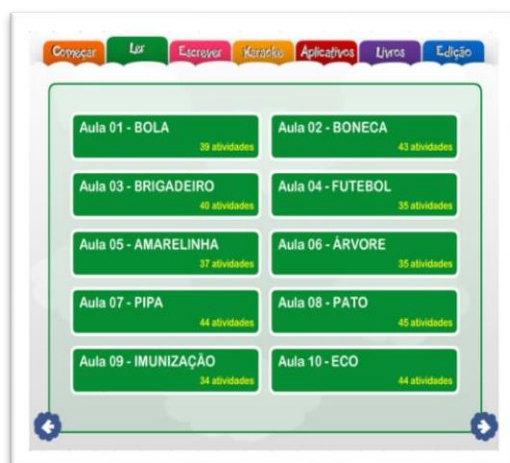 Começar Ler Escrever Karaoke Aplicativos Livros Edição
Aula 01 - BOLA
39 atividades
Aula 02 - BONECA
43 atividades
Aula 03 - BRIGADEIRO
40 atividades
Aula 04 - FUTEBOL
35 atividades
Aula 05 - AMARELINHA
37 atividades
Aula 06 - ÁRVORE
35 atividades
Aula 07 - PIPA
44 atividades
Aula 08 - PATO
45 atividades
Aula 09 - IMUNIZAÇÃO
34 atividades
Aula 10 - ECO
44 atividades